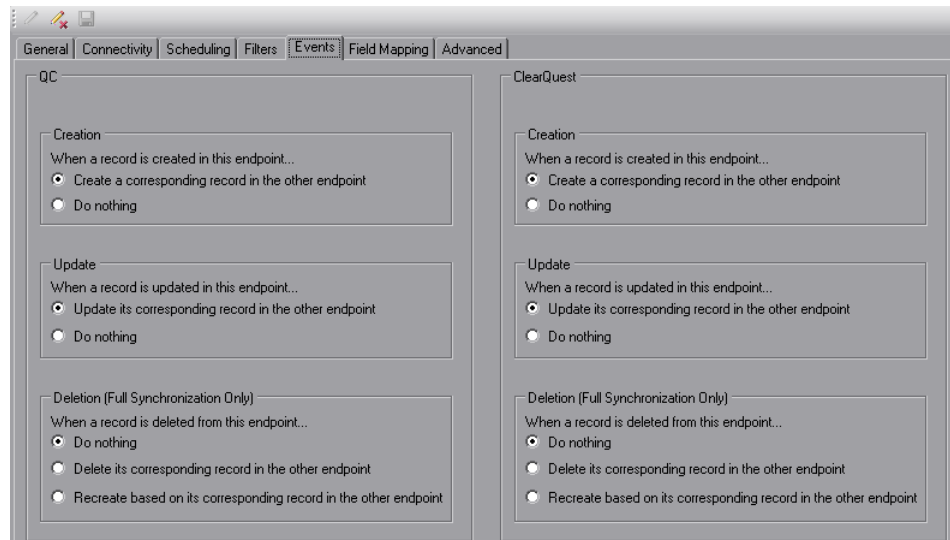 General Connectivity Scheduling Filters Events Field Mapping Advanced
QC
Creation
When a record is created in this endpoint...
Create a corresponding record in the other endpoint
Do nothing
Update
When a record is updated in this endpoint...
Update its corresponding record in the other endpoint
Do nothing
Deletion (Full Synchronization Only)
When a record is deleted from this endpoint...
Do nothing
Delete its corresponding record in the other endpoint
Recreate based on its corresponding record in the other endpoint
ClearQuest
Creation
When a record is created in this endpoint...
Create a corresponding record in the other endpoint
Do nothing
Update
When a record is updated in this endpoint...
Update its corresponding record in the other endpoint
Do nothing
Deletion (Full Synchronization Only)
When a record is deleted from this endpoint...
Do nothing
Delete its corresponding record in the other endpoint
Recreate based on its corresponding record in the other endpoint